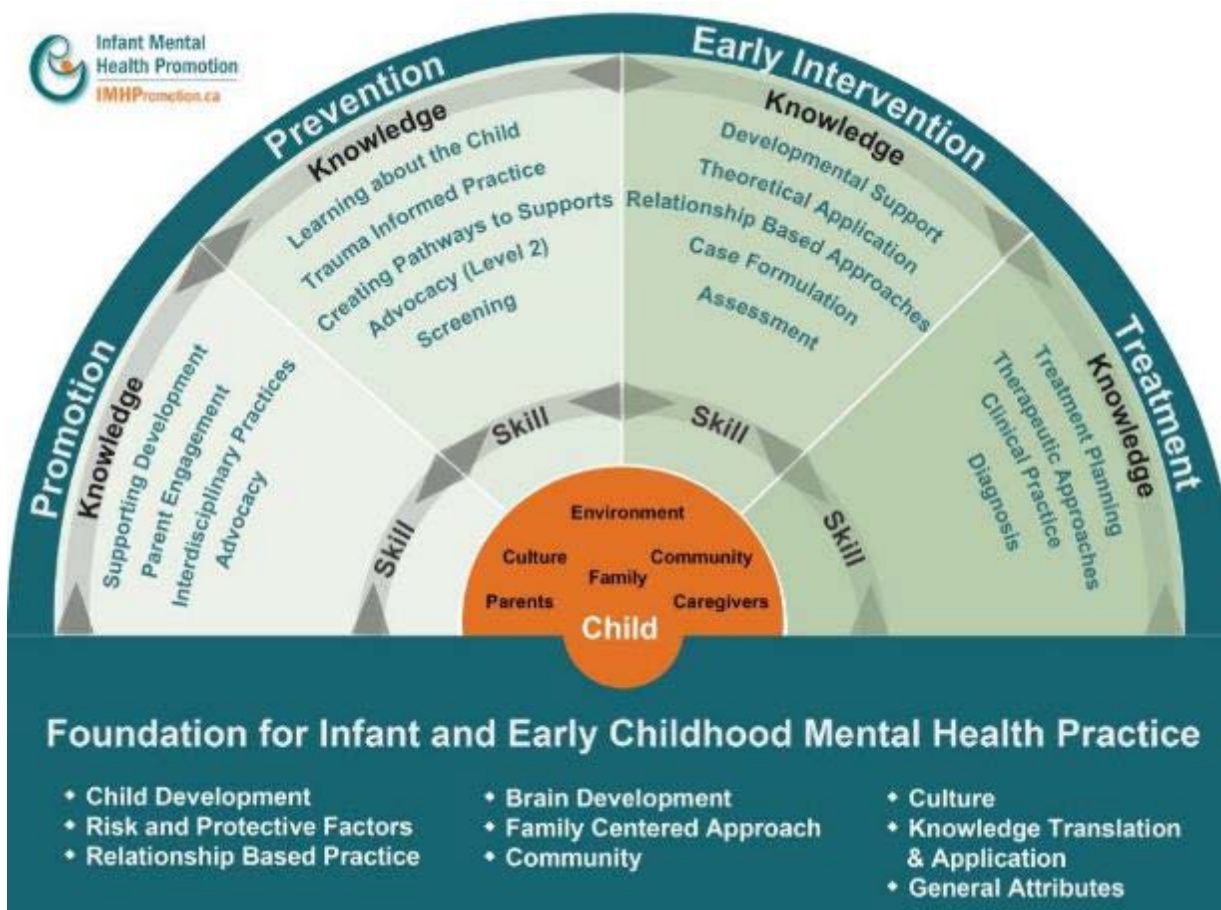 Infant Mental
Health Promotion
IMHPromotion.ca
Promotion
Knowledge
Supporting Development
Parent Engagement
Interdisciplinary Practices
Advocacy
Skill
Prevention
Knowledge
Learning about the Child
Trauma Informed Practice
Creating Pathways to Supports
Advocacy (Level 2)
Screening
Skill
Early Intervention
Knowledge
Developmental Support
Theoretical Application
Relationship Based Approaches
Case Formulation
Assessment
Skill
Treatment
Knowledge
Treatment Planning
Therapeutic Approaches
Clinical Practice
Diagnosis
Skill
Environment
Culture
Community
Family
Parents
Caregivers
Child
Foundation for Infant and Early Childhood Mental Health Practice
Child Development
Risk and Protective Factors
Relationship Based Practice
Brain Development
Family Centered Approach
Community
Culture
Knowledge Translation
& Application
General Attributes